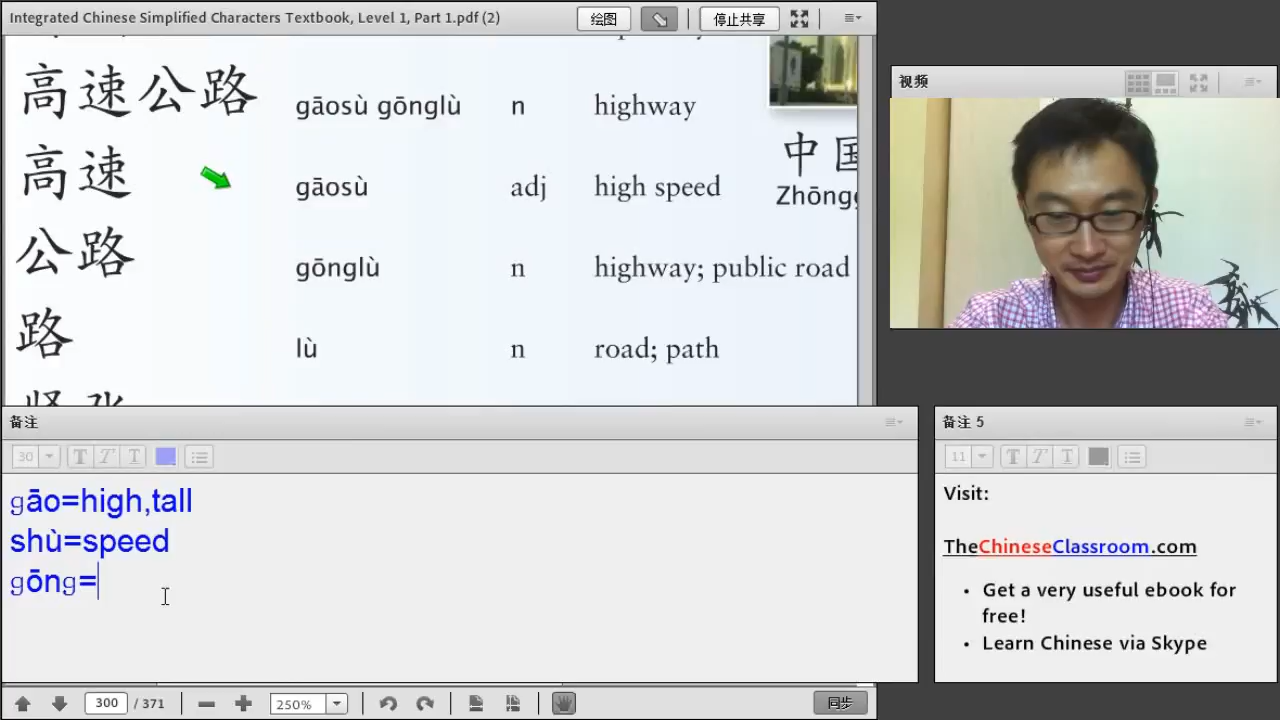 Integrated Chinese Simplified Characters Textbook, Level 1, Part 1.pdf (2)
绘图
停止共享
高速公路 gāosù gōnglù n highway
高速 gāosù adj high speed
公路 gōnglù n highway; public road
路 lù n road; path
中国
Zhōngg
视频
备注
30
gāo=high,tall
shù=speed
gōng=
备注 5
11
Visit:
TheChineseClassroom.com
• Get a very useful ebook for
free!
• Learn Chinese via Skype
300 / 371
250%
同步